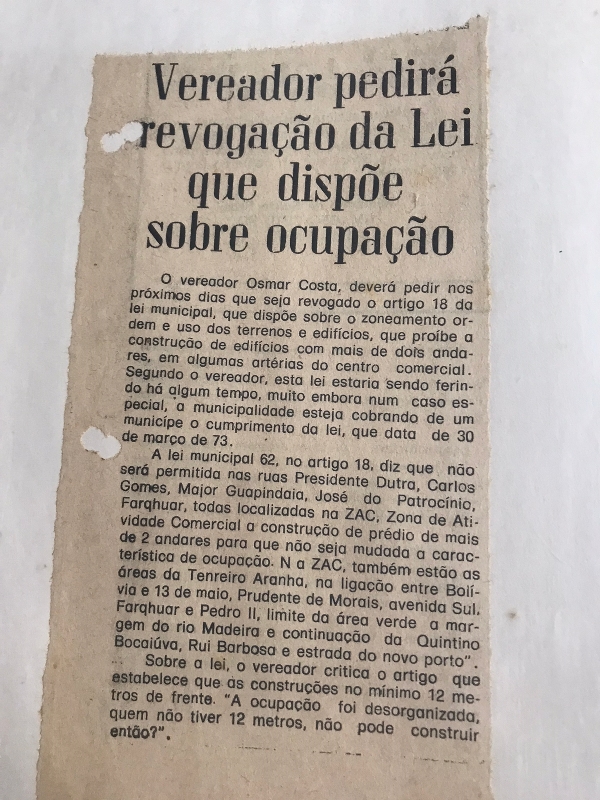 Vereador pedirá
revogação da Lei
que dispõe
sobre ocupação
O vereador Osmar Costa, deverá pedir nos
próximos dias que seja revogado o artigo 18 da
lei municipal, que dispõe sobre o zoneamento or-
dem e uso dos terrenos e edifícios, que proíbe a
construção de edifícios com mais de dois anda-
res, em algumas artérias do centro comercial.
Segundo o vereador, esta lei estaria sendo ferin-
do há algum tempo, muito embora num caso es-
pecial, a municipalidade esteja cobrando de um
munícipe o cumprimento da lei, que data de 30
de março de 73.
A lei municipal 62, no artigo 18, diz que não
será permitida nas ruas Presidente Dutra, Carlos
Gomes, Major Guapindaia, José do Patrocínio,
Farqhuar, todas localizadas na ZAC, Zona de Ati-
vidade Comercial a construção de prédio de mais
de 2 andares para que não seja mudada a carac-
terística de ocupação. N a ZAC, também estão as
áreas da Tenreiro Aranha, na ligação entre Bolí-
via e 13 de maio, Prudente de Morais, avenida Sul,
Farqhuar e Pedro II, limite da área verde a mar-
gem do rio Madeira e continuação da Quintino
Bocaiúva, Rui Barbosa e estrada do novo porto".
Sobre a lei, o vereador critica o artigo que
estabelece que as construções no mínimo 12 me-
tros de frente. "A ocupação foi desorganizada,
quem não tiver 12 metros, não pode construir
então?".